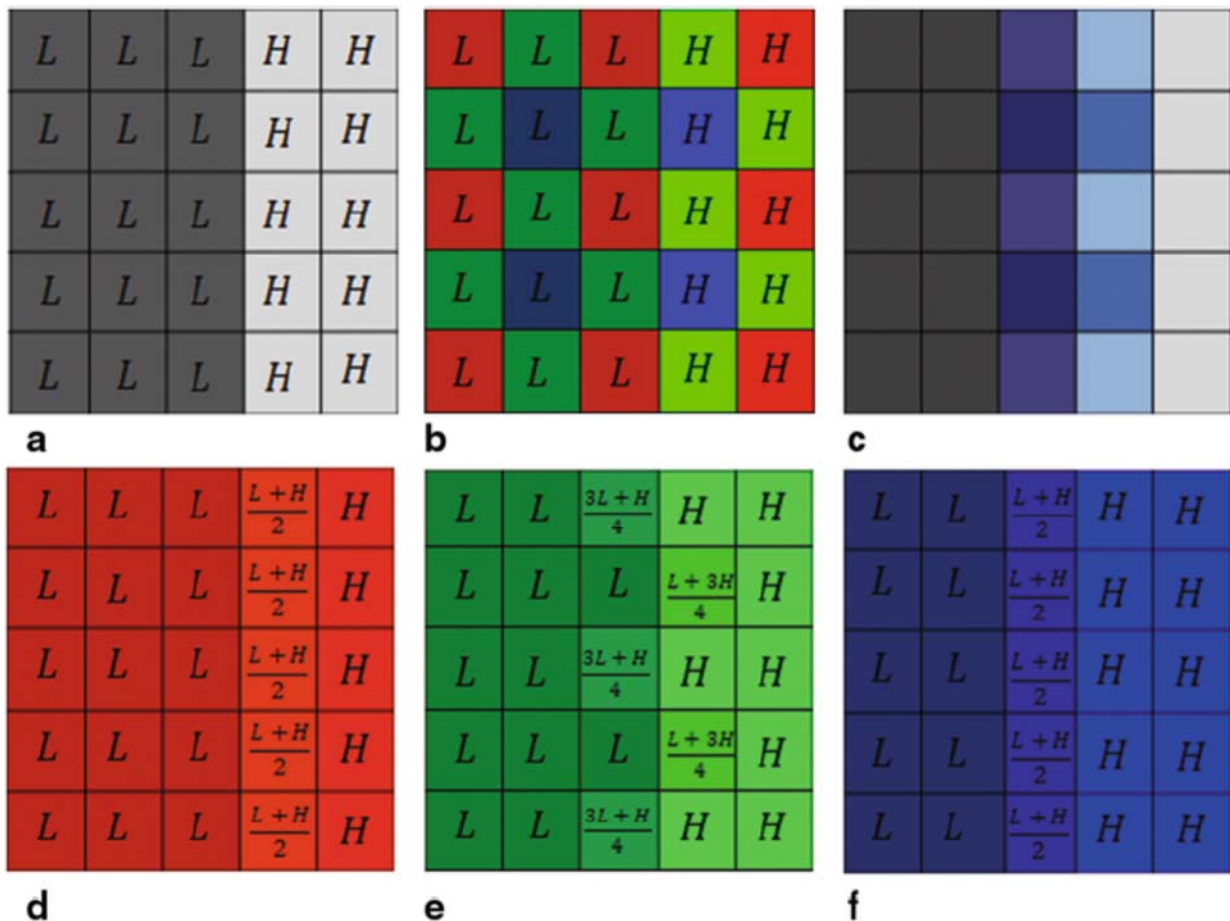 L L L H H
L L L H H
L L L H H
L L L H H
L L L H H
a
L L L H H
L L L H H
L L L H H
L L L H H
L L L H H
b
c
L L L (L + H)/2 H
L L L (L + H)/2 H
L L L (L + H)/2 H
L L L (L + H)/2 H
L L L (L + H)/2 H
d
L L (3L + H)/4 H H
L L L (L + 3H)/4 H
L L (3L + H)/4 H H
L L L (L + 3H)/4 H
L L (3L + H)/4 H H
e
L L (L + H)/2 H H
L L (L + H)/2 H H
L L (L + H)/2 H H
L L (L + H)/2 H H
L L (L + H)/2 H H
f